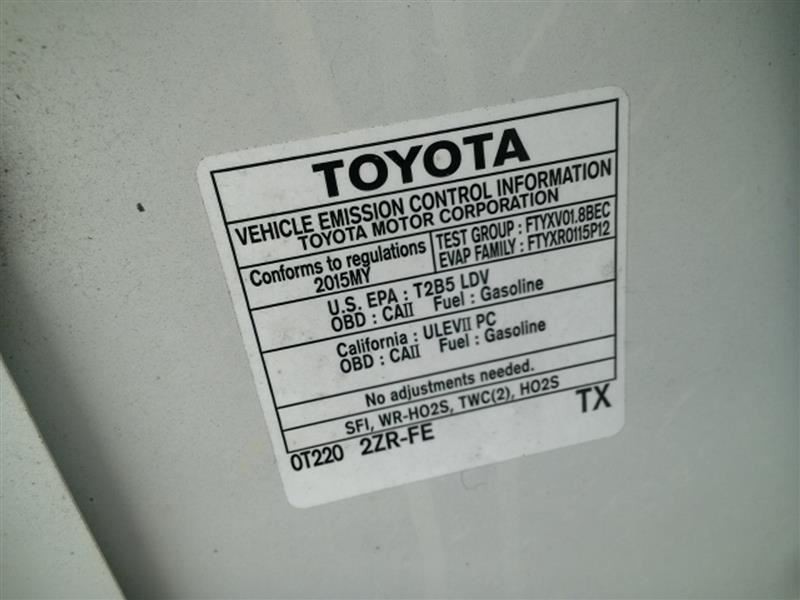 TOYOTA
VEHICLE EMISSION CONTROL INFORMATION
TOYOTA MOTOR CORPORATION
Conforms to regulations
2015MY
TEST GROUP : FTYXV01.8BEC
EVAP FAMILY : FTYXR0115P12
U.S. EPA : T2B5 LDV
OBD : CAII Fuel : Gasoline
California : ULEVII PC
OBD : CAII Fuel : Gasoline
No adjustments needed.
SFI, WR-HO2S, TWC(2), HO2S
0T220 2ZR-FE TX